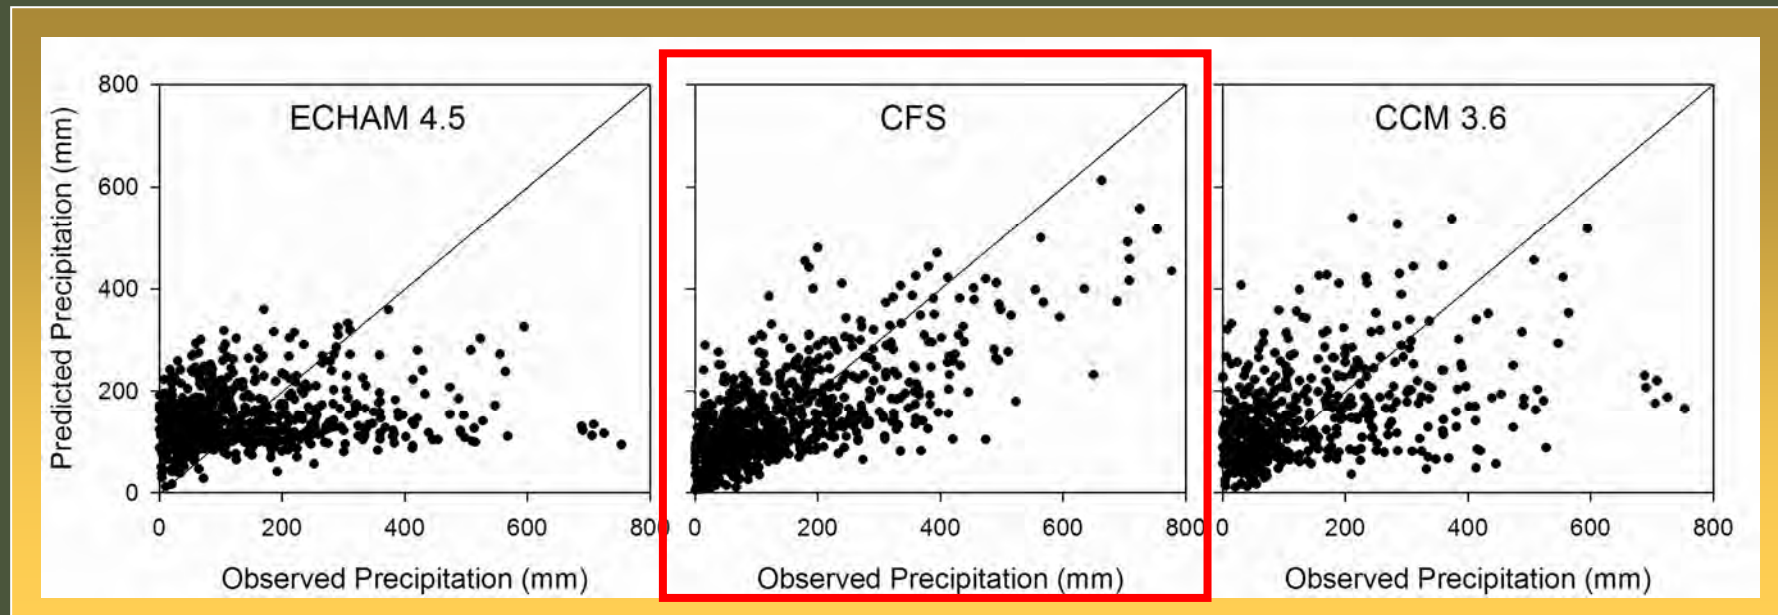 ECHAM 4.5
CFS
CCM 3.6
Predicted Precipitation (mm)
800
600
400
200
0
0 200 400 600 800
0 200 400 600 800
0 200 400 600 800
Observed Precipitation (mm)
Observed Precipitation (mm)
Observed Precipitation (mm)